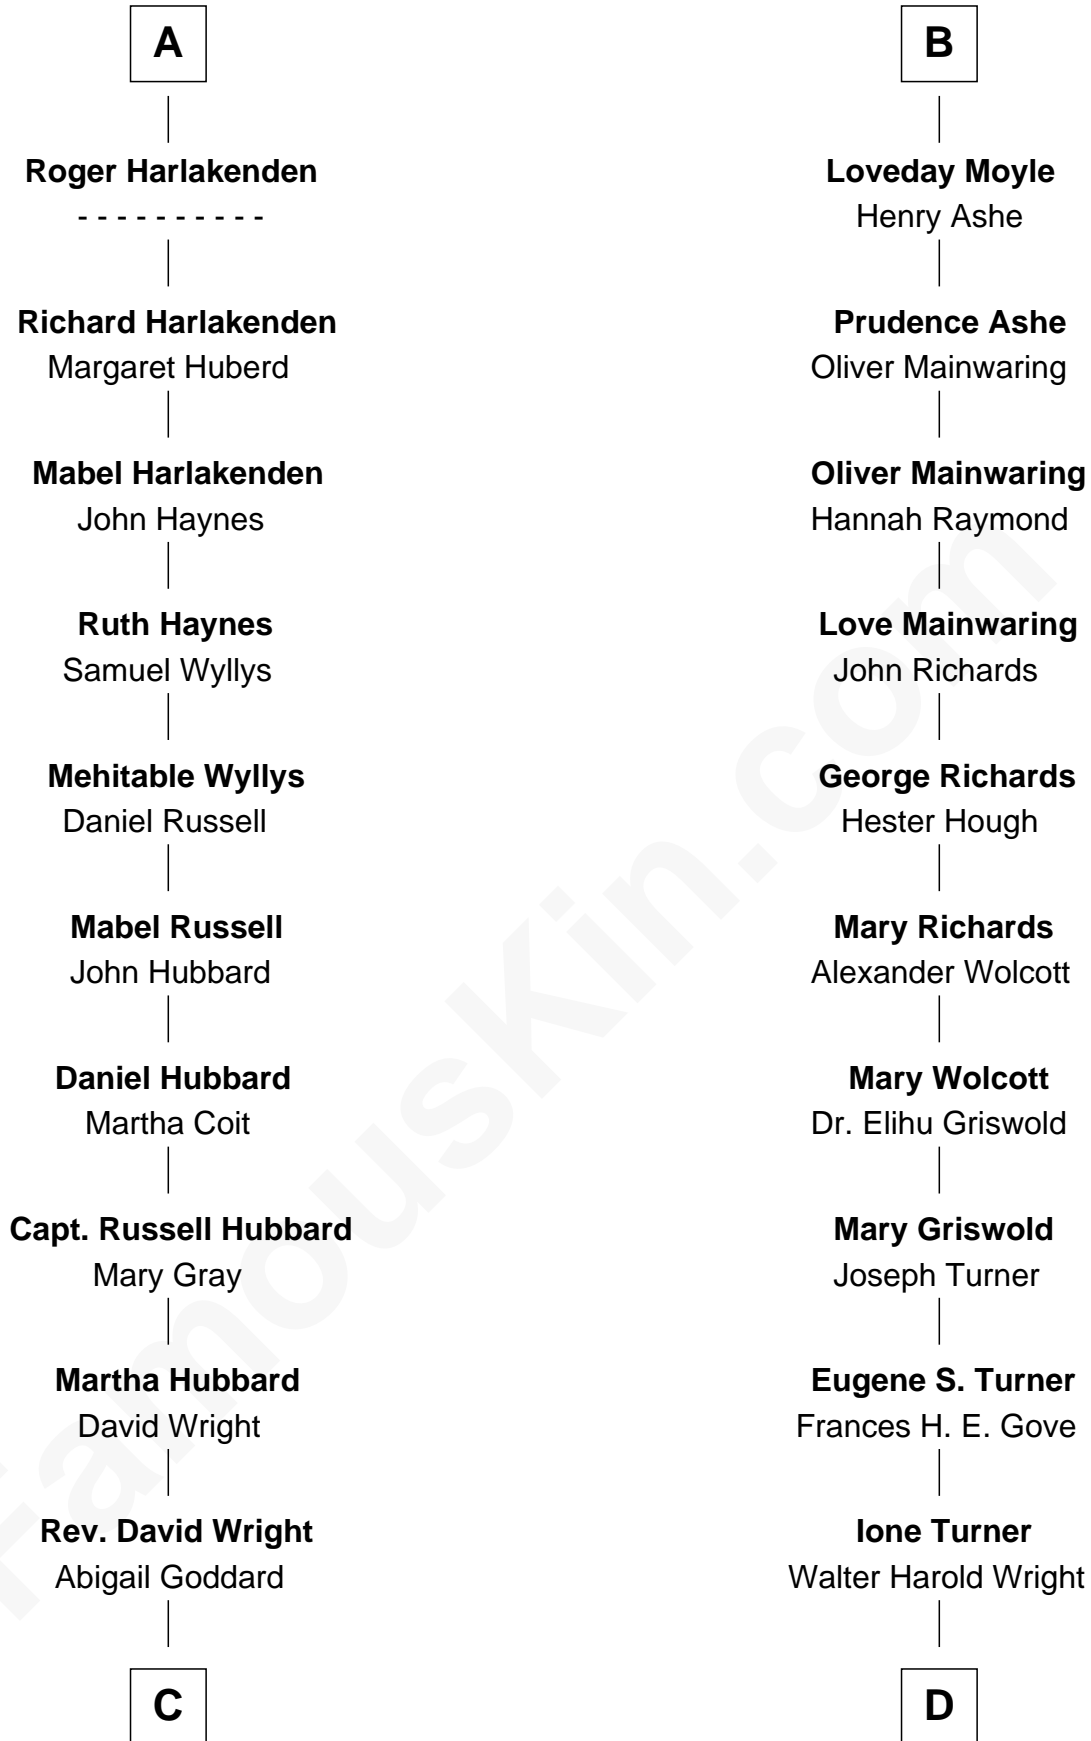 A
Roger Harlakenden
- - - - - - - - - -
Richard Harlakenden
Margaret Huberd
Mabel Harlakenden
John Haynes
Ruth Haynes
Samuel Wyllys
Mehitable Wyllys
Daniel Russell
Mabel Russell
John Hubbard
Daniel Hubbard
Martha Coit
Capt. Russell Hubbard
Mary Gray
Martha Hubbard
David Wright
Rev. David Wright
Abigail Goddard
C
B
Loveday Moyle
Henry Ashe
Prudence Ashe
Oliver Mainwaring
Oliver Mainwaring
Hannah Raymond
Love Mainwaring
John Richards
George Richards
Hester Hough
Mary Richards
Alexander Wolcott
Mary Wolcott
Dr. Elihu Griswold
Mary Griswold
Joseph Turner
Eugene S. Turner
Frances H. E. Gove
Ione Turner
Walter Harold Wright
D
FamousKin.com